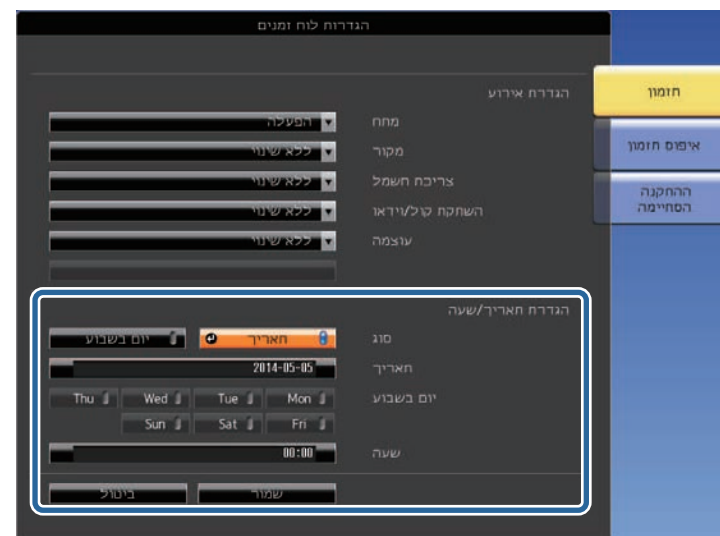 הגדרות לוח זמנים
הגדרת אירוע
מתח הפעלה
מקור ללא שינוי
צריכת חשמל ללא שינוי
השתקת קול/וידאו ללא שינוי
עוצמה ללא שינוי
הגדרת תאריך/שעה
סוג תאריך יום בשבוע
תאריך 2014-05-05
יום בשבוע Mon Tue Wed Thu
Fri Sat Sun
שעה 00:00
שמור ביטול
תזמון
איפוס תזמון
ההתקנה
הסתיימה